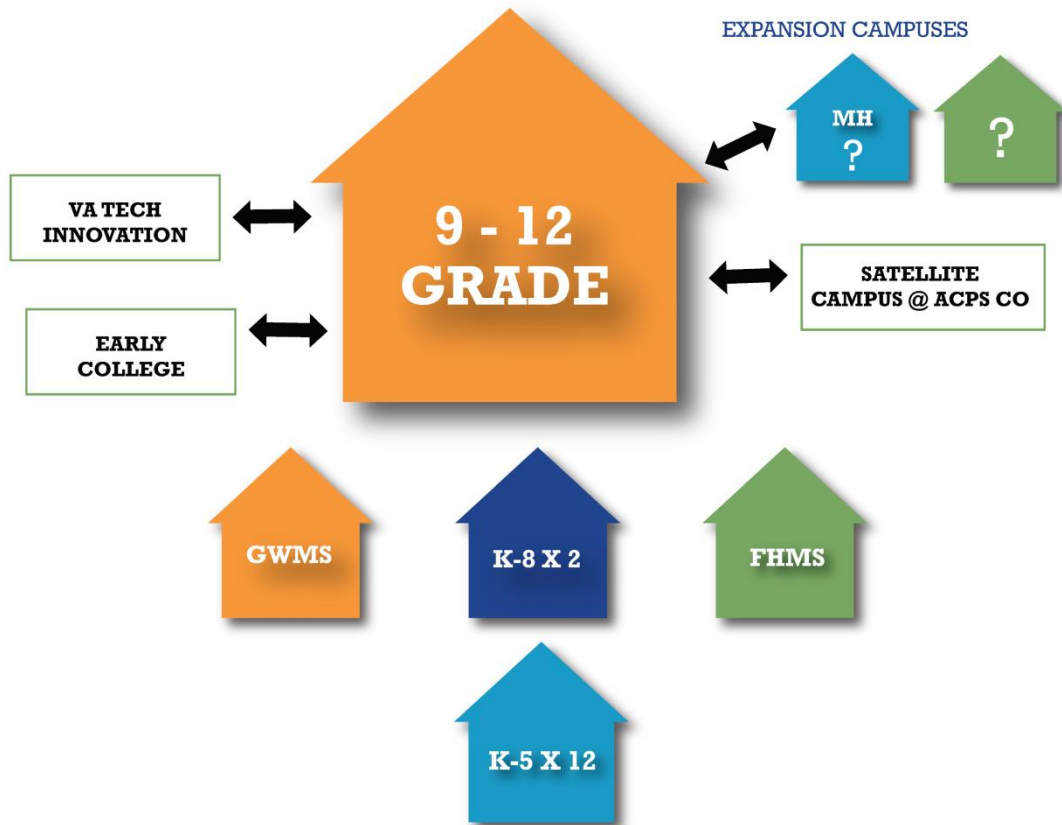 EXPANSION CAMPUSES
MH
?
?
VA TECH
INNOVATION
9 - 12
GRADE
SATELLITE
CAMPUS @ ACPS CO
EARLY
COLLEGE
GWMS
K-8 X 2
FHMS
K-5 X 12